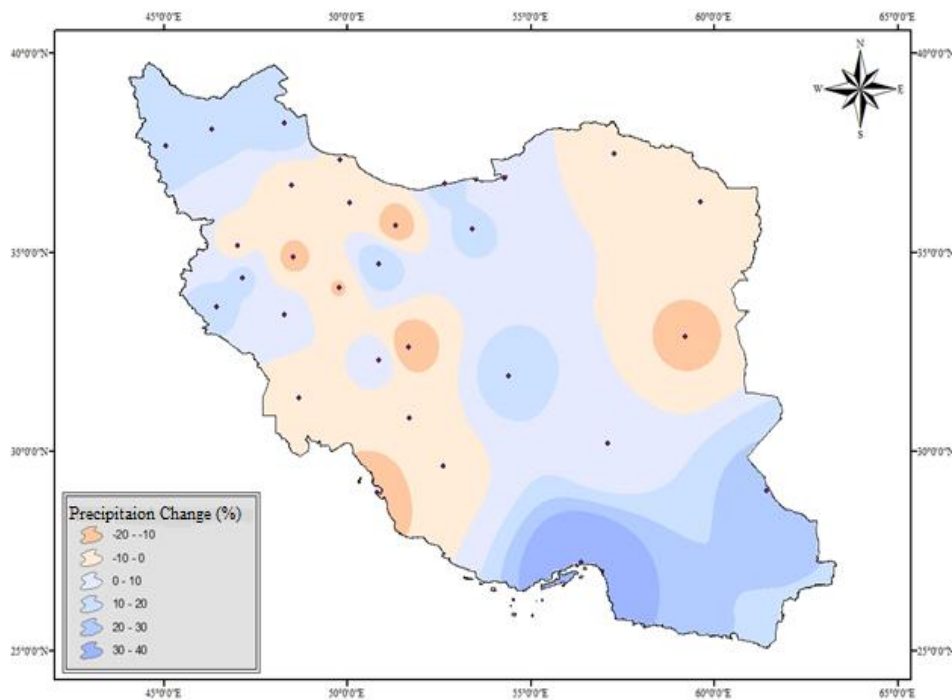 45°0'0"E 50°0'0"E 55°0'0"E 60°0'0"E 65°0'0"E
40°0'0"N 40°0'0"N
N
W E
S
35°0'0"N 35°0'0"N
30°0'0"N 30°0'0"N
Precipitaion Change (%)
-20 - -10
-10 - 0
0 - 10
10 - 20
20 - 30
30 - 40
25°0'0"N 25°0'0"N
45°0'0"E 50°0'0"E 55°0'0"E 60°0'0"E 65°0'0"E